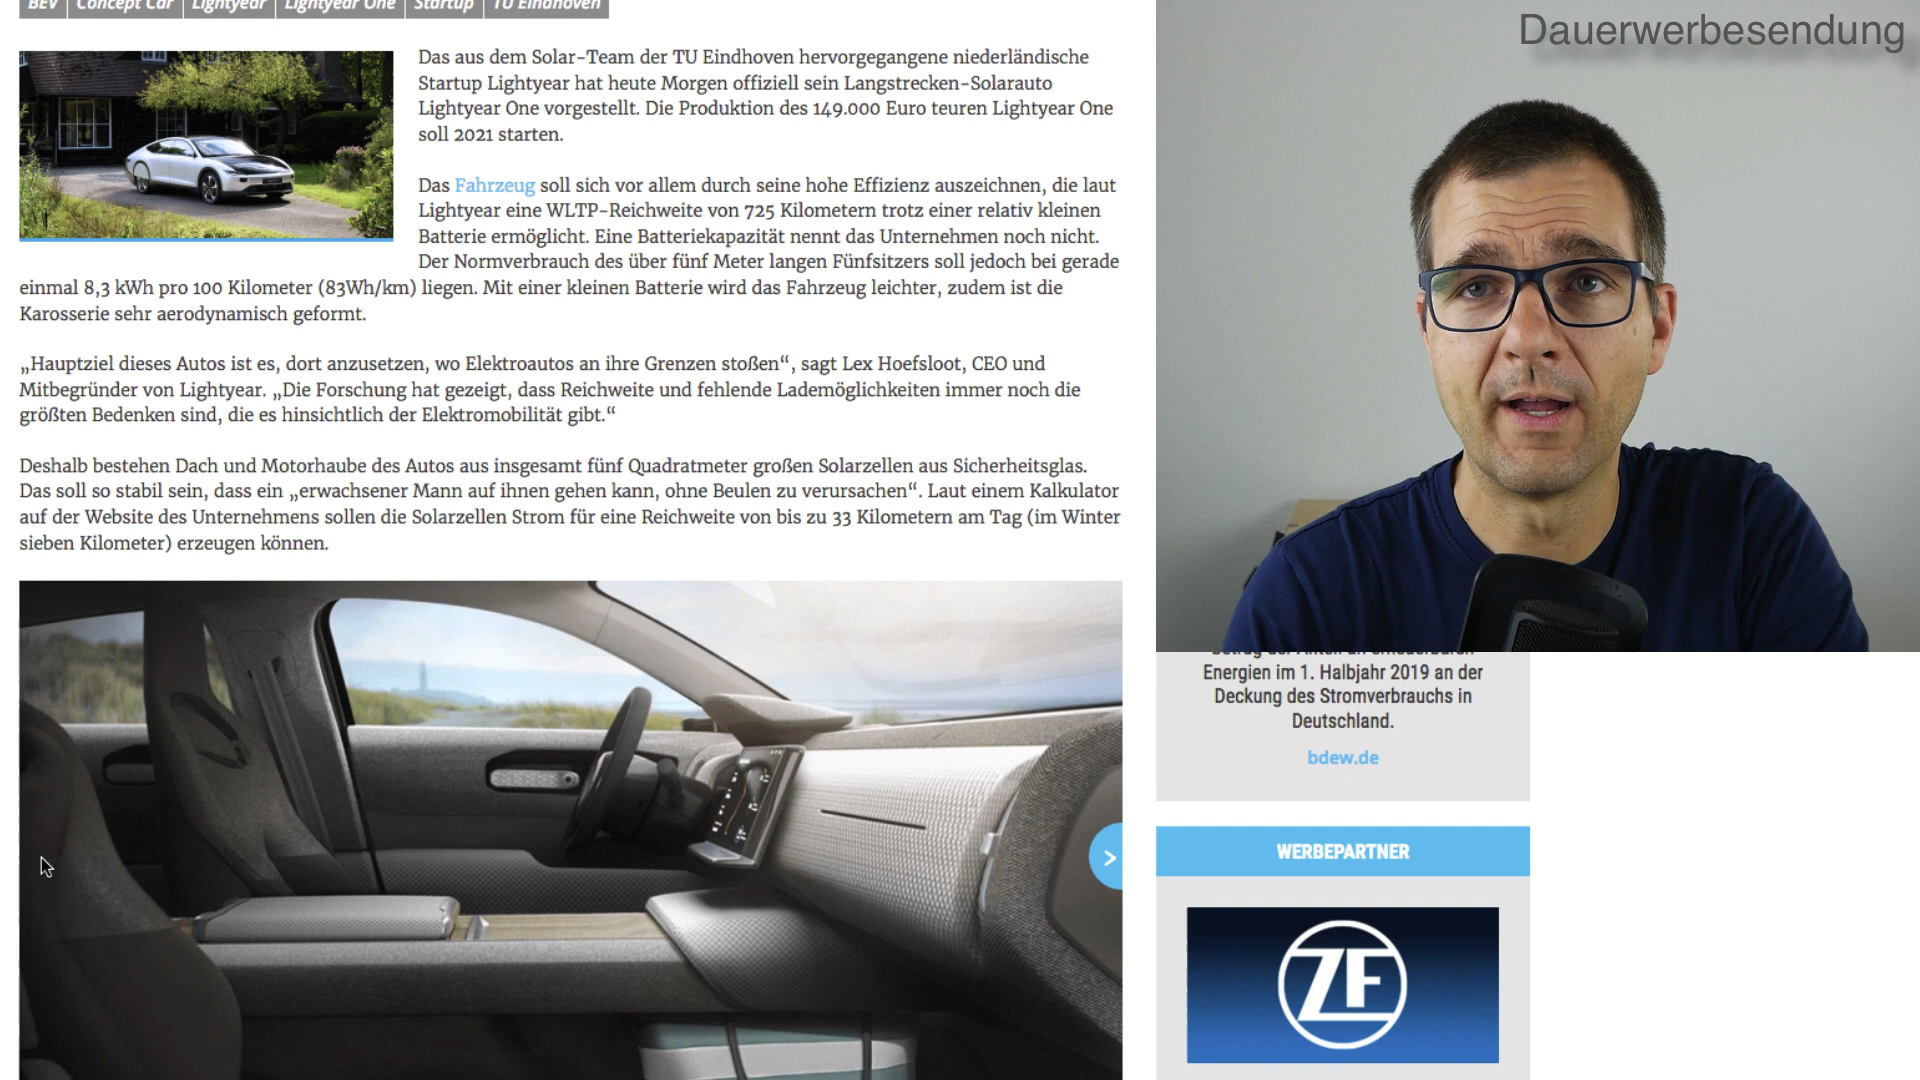 BEV
Concept Car
Lightyear
Lightyear One
Startup
TU Eindhoven
Dauerwerbesendung
Das aus dem Solar-Team der TU Eindhoven hervorgegangene niederländische
Startup Lightyear hat heute Morgen offiziell sein Langstrecken-Solarauto
Lightyear One vorgestellt. Die Produktion des 149.000 Euro teuren Lightyear One
soll 2021 starten.
Das Fahrzeug soll sich vor allem durch seine hohe Effizienz auszeichnen, die laut
Lightyear eine WLTP-Reichweite von 725 Kilometern trotz einer relativ kleinen
Batterie ermöglicht. Eine Batteriekapazität nennt das Unternehmen noch nicht.
Der Normverbrauch des über fünf Meter langen Fünfsitzers soll jedoch bei gerade
einmal 8,3 kWh pro 100 Kilometer (83Wh/km) liegen. Mit einer kleinen Batterie wird das Fahrzeug leichter, zudem ist die
Karosserie sehr aerodynamisch geformt.
„Hauptziel dieses Autos ist es, dort anzusetzen, wo Elektroautos an ihre Grenzen stoßen“, sagt Lex Hoefsloot, CEO und
Mitbegründer von Lightyear. „Die Forschung hat gezeigt, dass Reichweite und fehlende Lademöglichkeiten immer noch die
größten Bedenken sind, die es hinsichtlich der Elektromobilität gibt.“
Deshalb bestehen Dach und Motorhaube des Autos aus insgesamt fünf Quadratmeter großen Solarzellen aus Sicherheitsglas.
Das soll so stabil sein, dass ein „erwachsener Mann auf ihnen gehen kann, ohne Beulen zu verursachen“. Laut einem Kalkulator
auf der Website des Unternehmens sollen die Solarzellen Strom für eine Reichweite von bis zu 33 Kilometern am Tag (im Winter
sieben Kilometer) erzeugen können.
Energien im 1. Halbjahr 2019 an der
Deckung des Stromverbrauchs in
Deutschland.
bdew.de
WERBEPARTNER
ZF